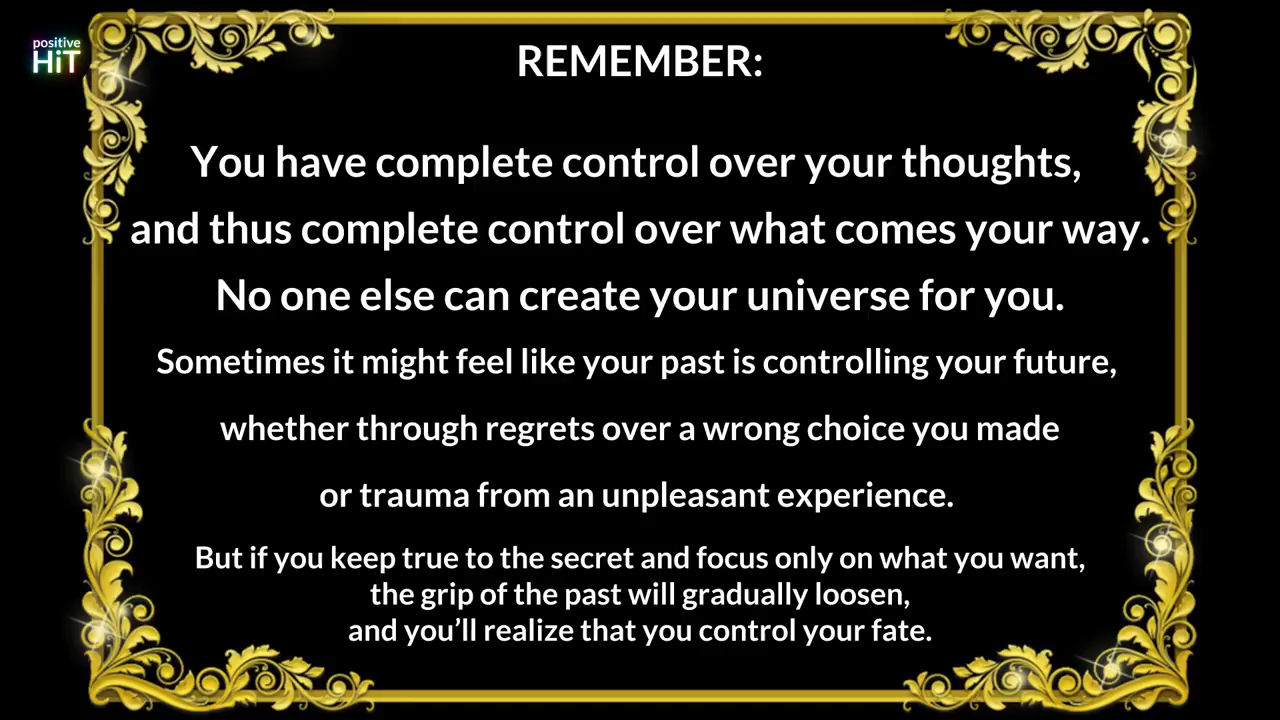 positive
HiT
REMEMBER:
You have complete control over your thoughts,
and thus complete control over what comes your way.
No one else can create your universe for you.
Sometimes it might feel like your past is controlling your future,
whether through regrets over a wrong choice you made
or trauma from an unpleasant experience.
But if you keep true to the secret and focus only on what you want,
the grip of the past will gradually loosen,
and you’ll realize that you control your fate.